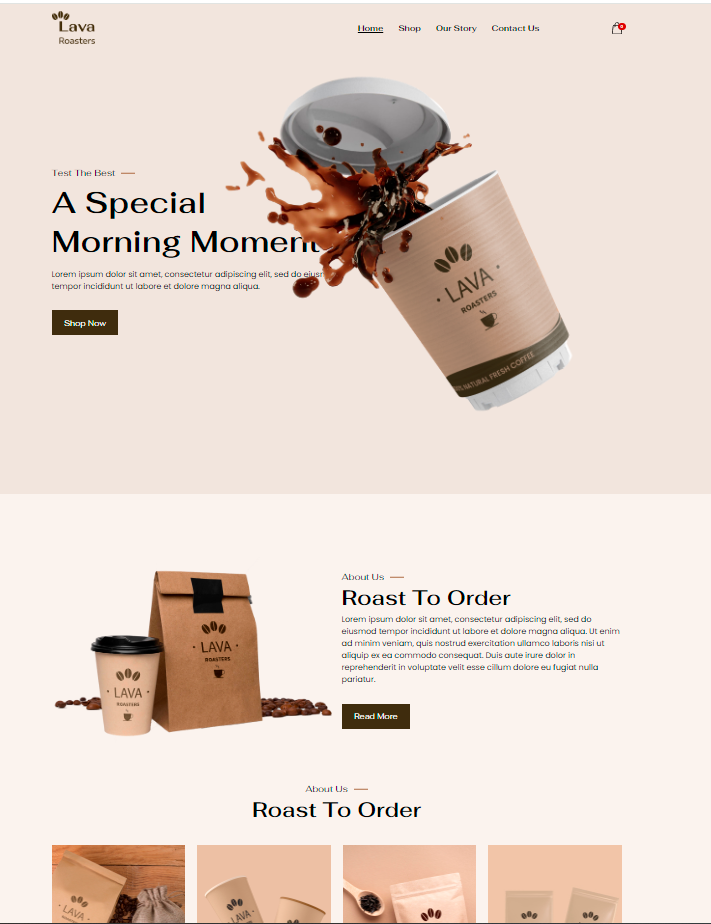 Lava
Roasters
Home Shop Our Story Contact Us
0
Test The Best
A Special
Morning Moment
Lorem ipsum dolor sit amet, consectetur adipiscing elit, sed do
tempor incididunt ut labore et dolore magna aliqua.
Shop Now
LAVA
ROASTERS
NATURAL FRESH COFFEE
LAVA
ROASTERS
LAVA
ROASTERS
About Us
Roast To Order
Lorem ipsum dolor sit amet, consectetur adipiscing elit, sed do
eiusmod tempor incididunt ut labore et dolore magna aliqua. Ut enim
ad minim veniam, quis nostrud exercitation ullamco laboris nisi ut
aliquip ex ea commodo consequat. Duis aute irure dolor in
reprehenderit in voluptate velit esse cillum dolore eu fugiat nulla
pariatur.
Read More
About Us
Roast To Order
LAVA
LAVA